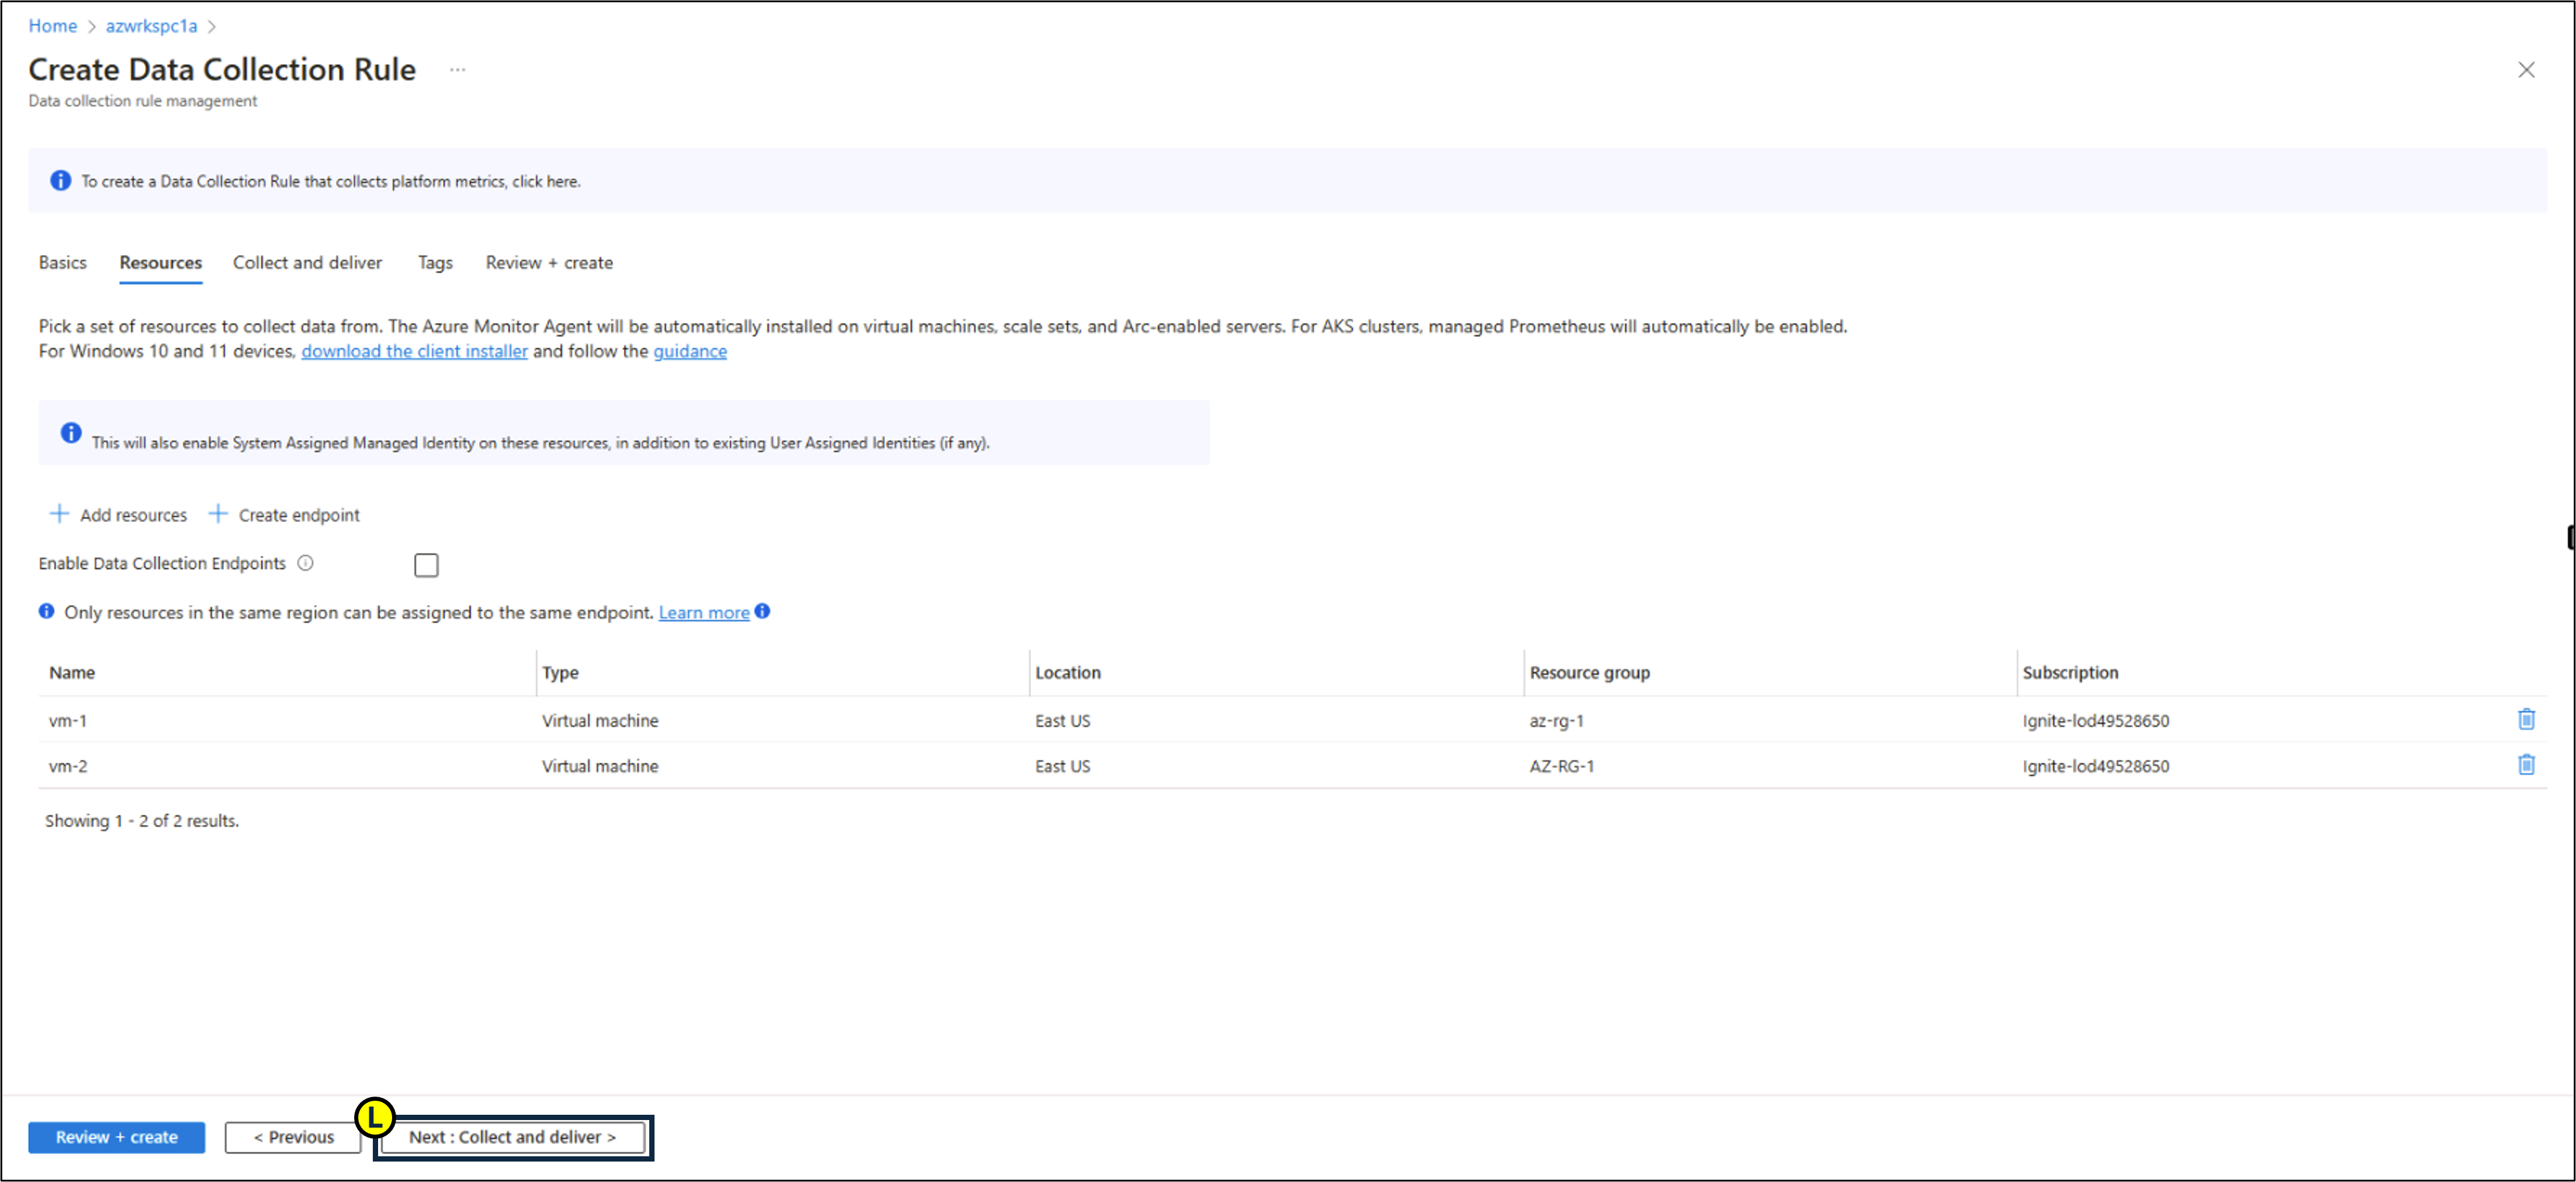 Home > azwrkspc1a >
Create Data Collection Rule ...
Data collection rule management
To create a Data Collection Rule that collects platform metrics, click here.
Basics Resources Collect and deliver Tags Review + create
Pick a set of resources to collect data from. The Azure Monitor Agent will be automatically installed on virtual machines, scale sets, and Arc-enabled servers. For AKS clusters, managed Prometheus will automatically be enabled.
For Windows 10 and 11 devices, download the client installer and follow the guidance
This will also enable System Assigned Managed Identity on these resources, in addition to existing User Assigned Identities (if any).
+ Add resources + Create endpoint
Enable Data Collection Endpoints
Only resources in the same region can be assigned to the same endpoint. Learn more
Name Type Location Resource group Subscription
vm-1 Virtual machine East US az-rg-1 Ignite-lod49528650
vm-2 Virtual machine East US AZ-RG-1 Ignite-lod49528650
Showing 1 - 2 of 2 results.
L
Review + create < Previous Next : Collect and deliver >